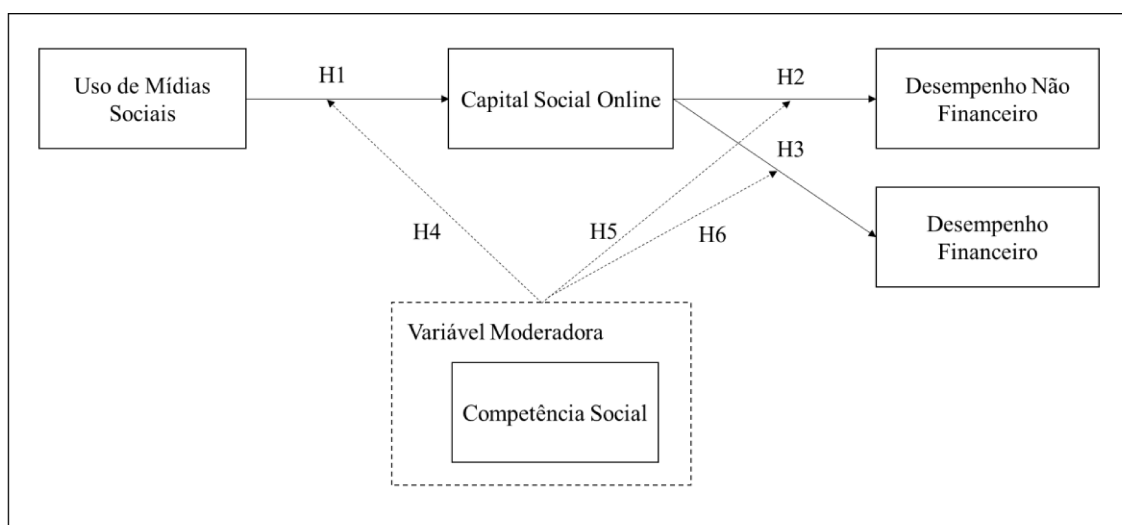 Uso de Mídias
Sociais
H1
Capital Social Online
H2
Desempenho Não
Financeiro
H3
Desempenho
Financeiro
H4
H5
H6
Variável Moderadora
Competência Social